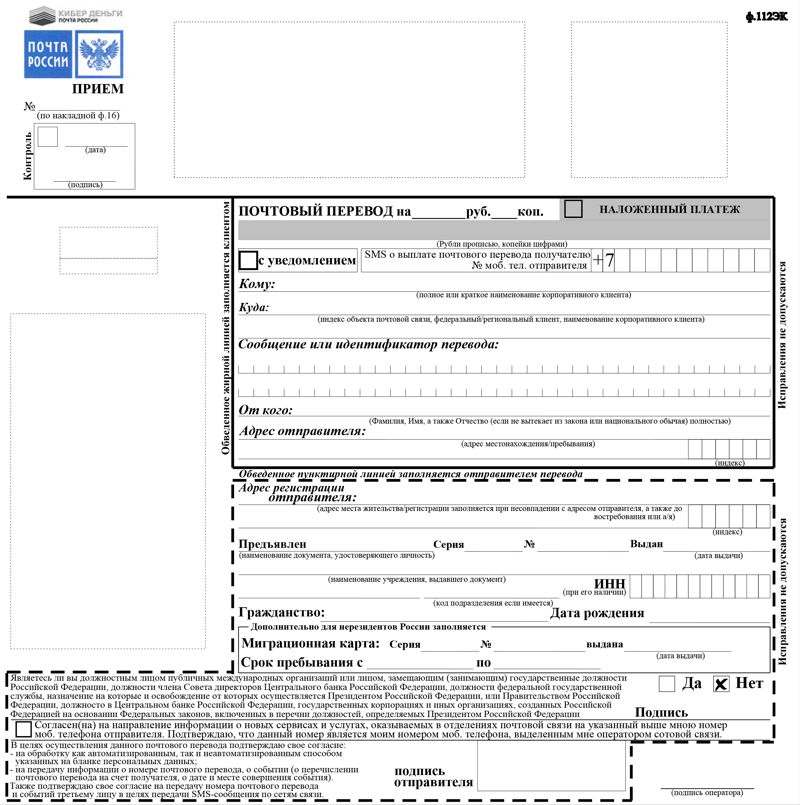 КИБЕР ДЕНЬГИ
ПОЧТА РОССИИ
ф.112ЭК
ПОЧТА
РОССИИ
ПРИЕМ
№
(по накладной ф.16)
Контроль
(дата)
(подпись)
Обведенное жирной линией заполняется клиентом
ПОЧТОВЫЙ ПЕРЕВОД на руб. коп.
НАЛОЖЕННЫЙ ПЛАТЕЖ
(Рубли прописью, копейки цифрами)
с уведомлением
SMS о выплате почтового перевода получателю
№ моб. тел. отправителя
+7
Кому:
(полное или краткое наименование корпоративного клиента)
Куда:
(индекс объекта почтовой связи, федеральный/региональный клиент, наименование корпоративного клиента)
Исправления не допускаются
Сообщение или идентификатор перевода:
От кого:
(Фамилия, Имя, а также Отчество (если не вытекает из закона или национального обычая) полностью)
Адрес отправителя:
(адрес местонахождения/пребывания)
(индекс)
Обведенное пунктирной линией заполняется отправителем перевода
Адрес регистрации
отправителя:
(адрес места жительства/регистрации заполняется при несовпадении с адресом отправителя, а также до
востребования или а/я)
(индекс)
Исправления не допускаются
Предъявлен Серия № Выдан
(наименование документа, удостоверяющего личность)
(дата выдачи)
(наименование учреждения, выдавшего документ)
ИНН
(при его наличии)
(код подразделения если имеется)
Гражданство: Дата рождения
Дополнительно для нерезидентов России заполняется
Миграционная карта: Серия № выдана
(дата выдачи)
Срок пребывания с по
Являетесь ли вы должностным лицом публичных международных организаций или лицом, замещающим (занимающим) государственные должности
Российской Федерации, должности члена Совета директоров Центрального банка Российской Федерации, должности федеральной государственной
службы, назначение на которые и освобождение от которых осуществляется Президентом Российской Федерации, или Правительством Российской
Федерации, должность в Центральном банке Российской Федерации, государственных корпорациях и иных организациях, созданных Российской
Федерацией на основании Федеральных законов, включенных в перечни должностей, определяемых Президентом Российской Федерации
Да Нет
Подпись
Согласен(на) на направление информации о новых сервисах и услугах, оказываемых в отделениях почтовой связи на указанный выше мною номер
моб. телефона отправителя. Подтверждаю, что данный номер является моим номером моб. телефона, выделенным мне оператором сотовой связи.
В целях осуществления данного почтового перевода подтверждаю свое согласие:
- на обработку как автоматизированным, так и неавтоматизированным способом
указанных на бланке персональных данных;
- на передачу информации о номере почтового перевода, о событии (о перечислении
почтового перевода на счет получателя, о дате и месте совершения события).
Также подтверждаю свое согласие на передачу номера почтового перевода
и событий третьему лицу в целях передачи SMS-сообщения по сетям связи.
подпись
отправителя
(подпись оператора)